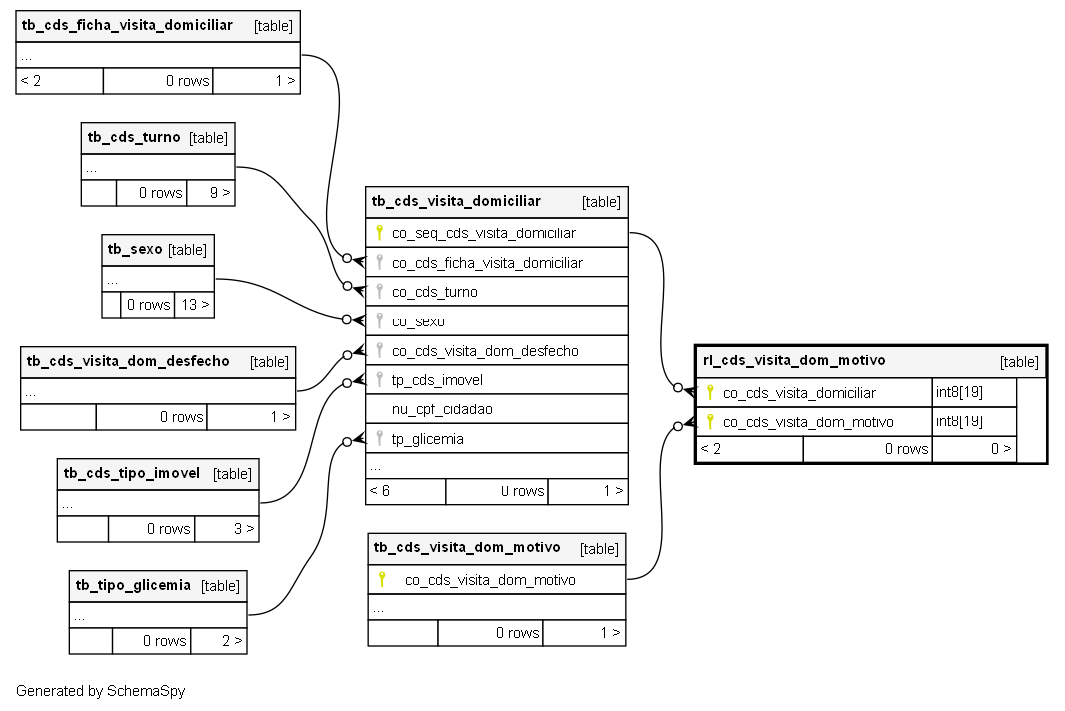 tb_cds_ficha_visita_domiciliar [table]
...
< 2 0 rows 1 >
tb_cds_turno [table]
...
0 rows 9 >
tb_sexo [table]
...
0 rows 13 >
tb_cds_visita_dom_desfecho [table]
...
0 rows 1 >
tb_cds_tipo_imovel [table]
...
0 rows 3 >
tb_tipo_glicemia [table]
...
0 rows 2 >
tb_cds_visita_domiciliar [table]
co_seq_cds_visita_domiciliar
co_cds_ficha_visita_domiciliar
co_cds_turno
co_sexo
co_cds_visita_dom_desfecho
tp_cds_imovel
nu_cpf_cidadao
tp_glicemia
...
< 6 0 rows 1 >
tb_cds_visita_dom_motivo [table]
co_cds_visita_dom_motivo
...
0 rows 1 >
rl_cds_visita_dom_motivo [table]
co_cds_visita_domiciliar int8[19]
co_cds_visita_dom_motivo int8[19]
< 2 0 rows 0 >
Generated by SchemaSpy